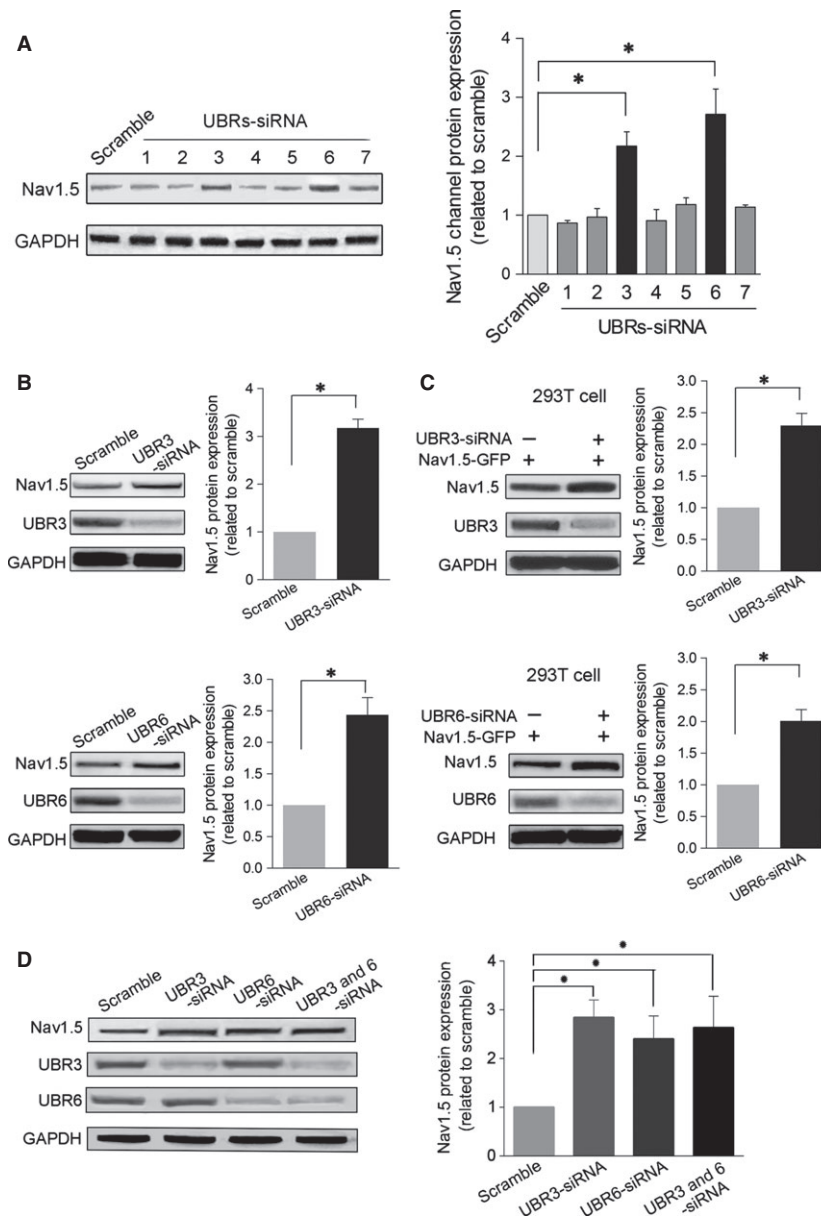 A
Scramble
UBRs-siRNA
1 2 3 4 5 6 7
Nav1.5
GAPDH
Nav1.5 channel protein expression
(related to scramble)
4
3
2
1
0
*
*
Scramble
1 2 3 4 5 6 7
UBRs-siRNA
B
Scramble
UBR3
-siRNA
Nav1.5
UBR3
GAPDH
Nav1.5 protein expression
(related to scramble)
4
3
2
1
0
*
Scramble
UBR3-siRNA
Scramble
UBR6
-siRNA
Nav1.5
UBR6
GAPDH
Nav1.5 protein expression
(related to scramble)
3.0
2.5
2.0
1.5
1.0
0.5
0.0
*
Scramble
UBR6-siRNA
C
293T cell
UBR3-siRNA – +
Nav1.5-GFP + +
Nav1.5
UBR3
GAPDH
Nav1.5 protein expression
(related to scramble)
3.0
2.5
2.0
1.5
1.0
0.5
0.0
*
Scramble
UBR3-siRNA
293T cell
UBR6-siRNA – +
Nav1.5-GFP + +
Nav1.5
UBR6
GAPDH
Nav1.5 protein expression
(related to scramble)
3.0
2.5
2.0
1.5
1.0
0.5
0.0
*
Scramble
UBR6-siRNA
D
Scramble
UBR3
-siRNA
UBR6
-siRNA
UBR3 and 6
-siRNA
Nav1.5
UBR3
UBR6
GAPDH
Nav1.5 protein expression
(related to scramble)
4
3
2
1
0
*
*
*
Scramble
UBR3-siRNA
UBR6-siRNA
UBR3 and 6
-siRNA